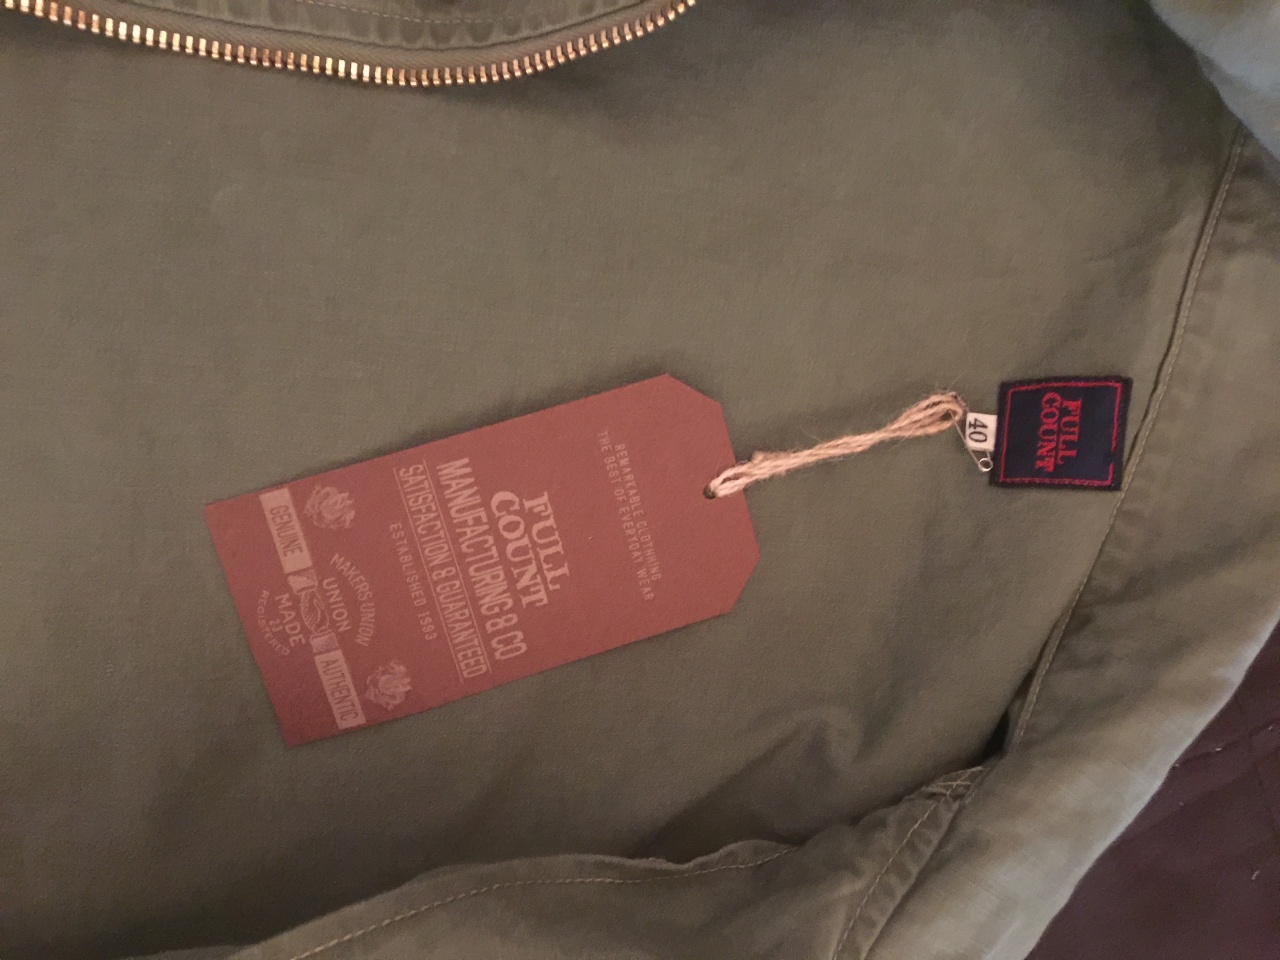 REMARKABLE CLOTHING
THE BEST OF EVERYDAY WEAR
FULL
COUNT
MANUFACTURING & CO
SATISFACTION & GUARANTEED
ESTABLISHED 1993
MAKERS UNION
UNION
MADE
23
REGISTERED
GENUINE
AUTHENTIC
40
FULL
COUNT